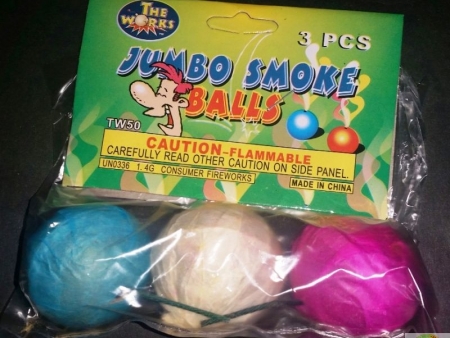 THE
WORKS
3 PCS
JUMBO SMOKE
BALLS
TW50
CAUTION-FLAMMABLE
CAREFULLY READ OTHER CAUTION ON SIDE PANEL.
UN0336 1.4G CONSUMER FIREWORKS
MADE IN CHINA